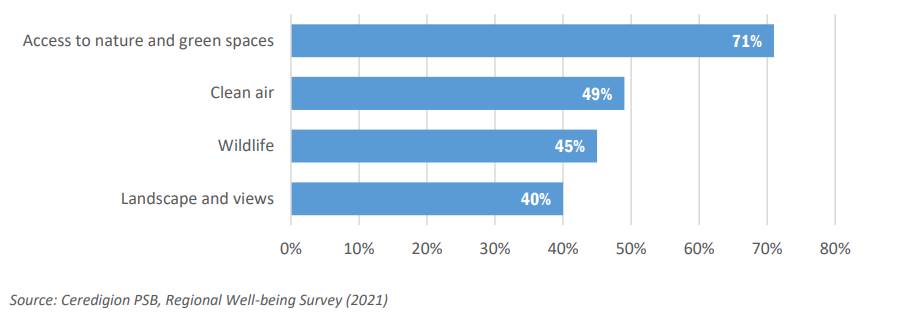 Access to nature and green spaces 71%
Clean air 49%
Wildlife 45%
Landscape and views 40%
0% 10% 20% 30% 40% 50% 60% 70% 80%
Source: Ceredigion PSB, Regional Well-being Survey (2021)